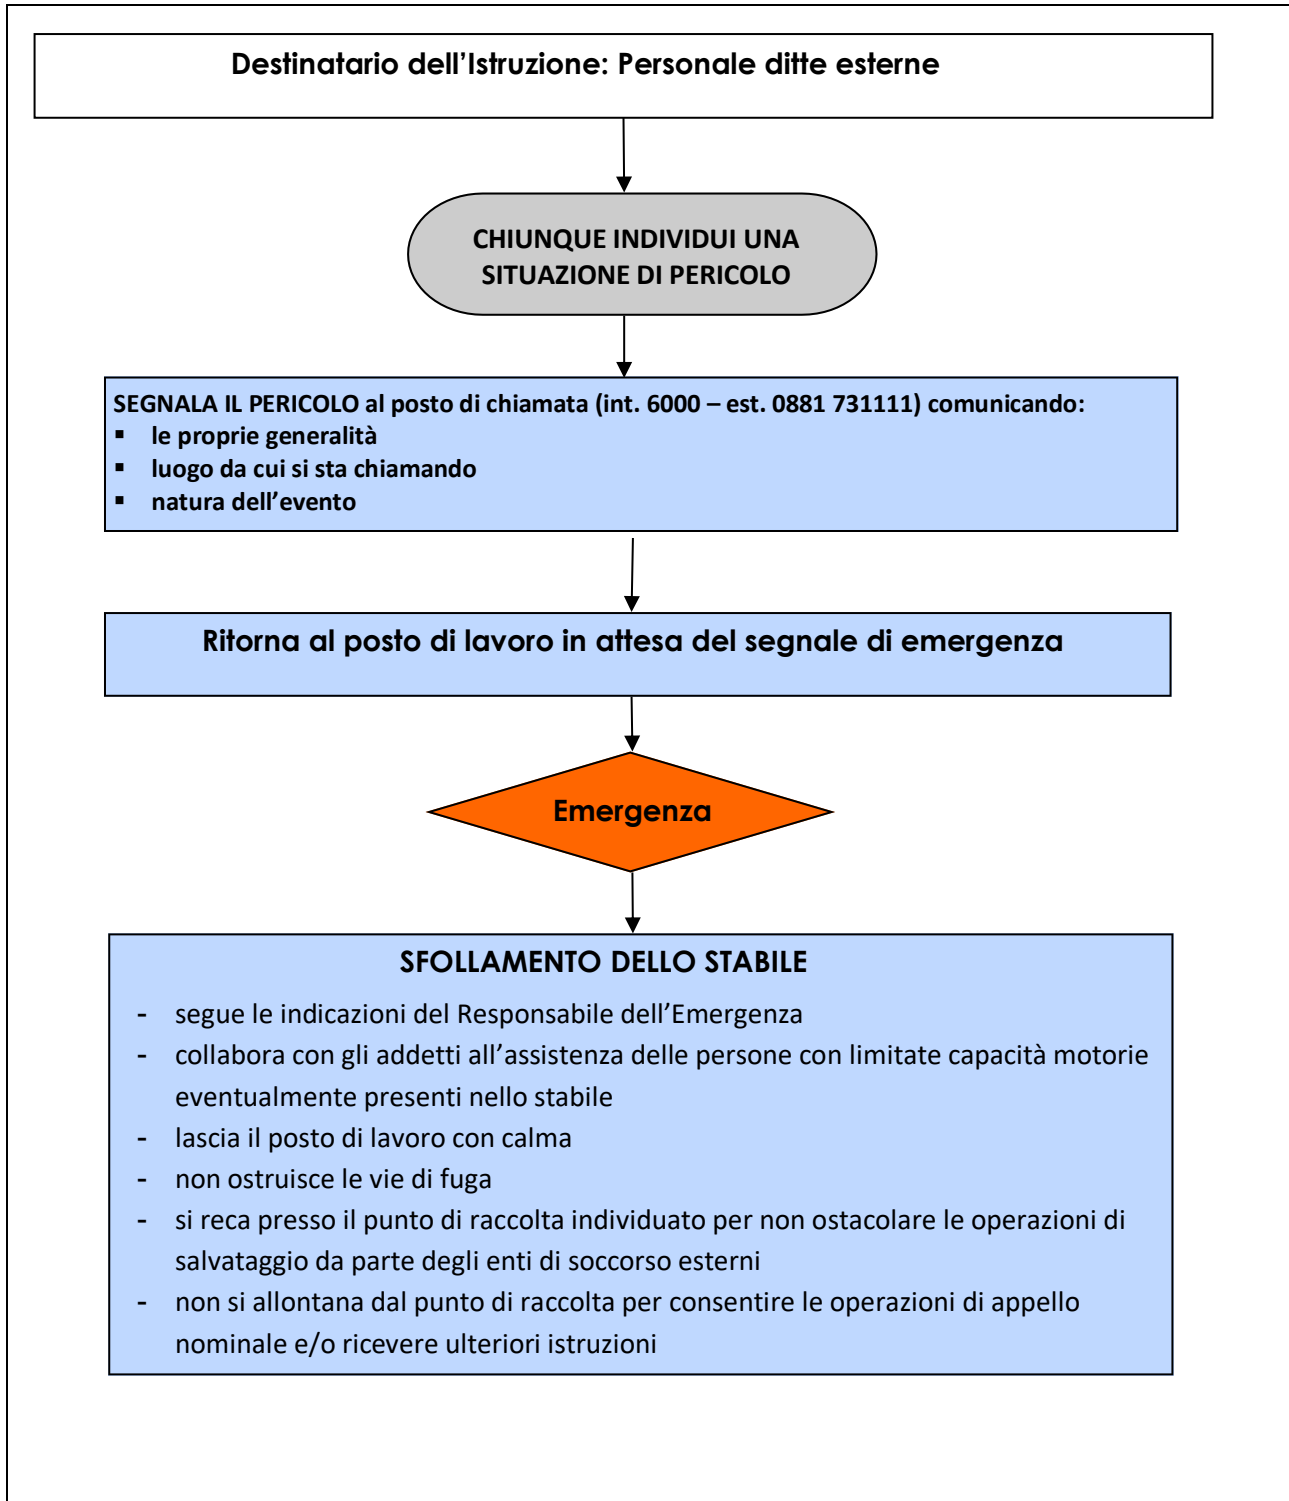 Destinatario dell’Istruzione: Personale ditte esterne
CHIUNQUE INDIVIDUI UNA
SITUAZIONE DI PERICOLO
SEGNALA IL PERICOLO al posto di chiamata (int. 6000 – est. 0881 731111) comunicando:
▪ le proprie generalità
▪ luogo da cui si sta chiamando
▪ natura dell’evento
Ritorna al posto di lavoro in attesa del segnale di emergenza
Emergenza
SFOLLAMENTO DELLO STABILE
- segue le indicazioni del Responsabile dell’Emergenza
- collabora con gli addetti all’assistenza delle persone con limitate capacità motorie
eventualmente presenti nello stabile
- lascia il posto di lavoro con calma
- non ostruisce le vie di fuga
- si reca presso il punto di raccolta individuato per non ostacolare le operazioni di
salvataggio da parte degli enti di soccorso esterni
- non si allontana dal punto di raccolta per consentire le operazioni di appello
nominale e/o ricevere ulteriori istruzioni